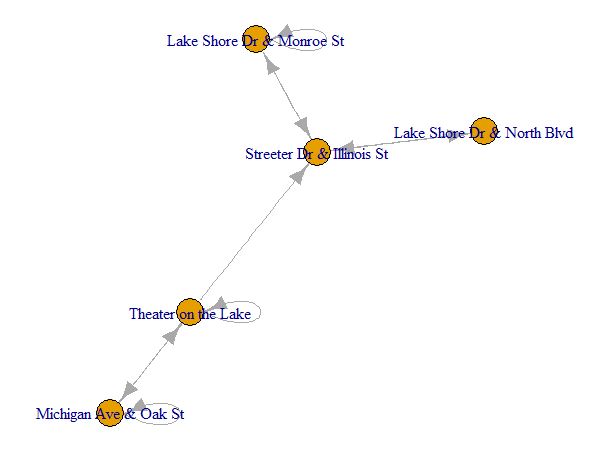 Lake Shore Dr & Monroe St
Lake Shore Dr & North Blvd
Streeter Dr & Illinois St
Theater on the Lake
Michigan Ave & Oak St